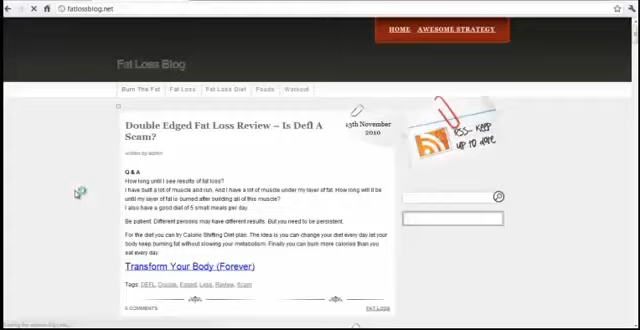 fatlossblog.net
HOME AWESOME STRATEGY
Fat Loss Blog
Burn The Fat Fat Loss Fat Loss Diet Foods Workout
Double Edged Fat Loss Review – Is Defl A
Scam?
15th November
2010
RSS- KEEP
UP TO DATE
written by admin
Q & A
How long until I see results of fat loss?
I have built a lot of muscle and run. And I have a lot of muscle under my layer of fat. How long will it be
until my layer of fat is burned after building all of this muscle?
I also have a good diet of 5 small meals per day
Be patient. Different persons may have different results. But you need to be persistent.
For the diet you can try Calorie Shifting Diet plan. The idea is you can change your diet every day let your
body keep burning fat without slowing your metabolism. Finally you can burn more calories than you
eat every day
Transform Your Body (Forever)
Tags: DEFL, Double, Edged, Loss, Review, Scam
0 COMMENTS FAT LOSS